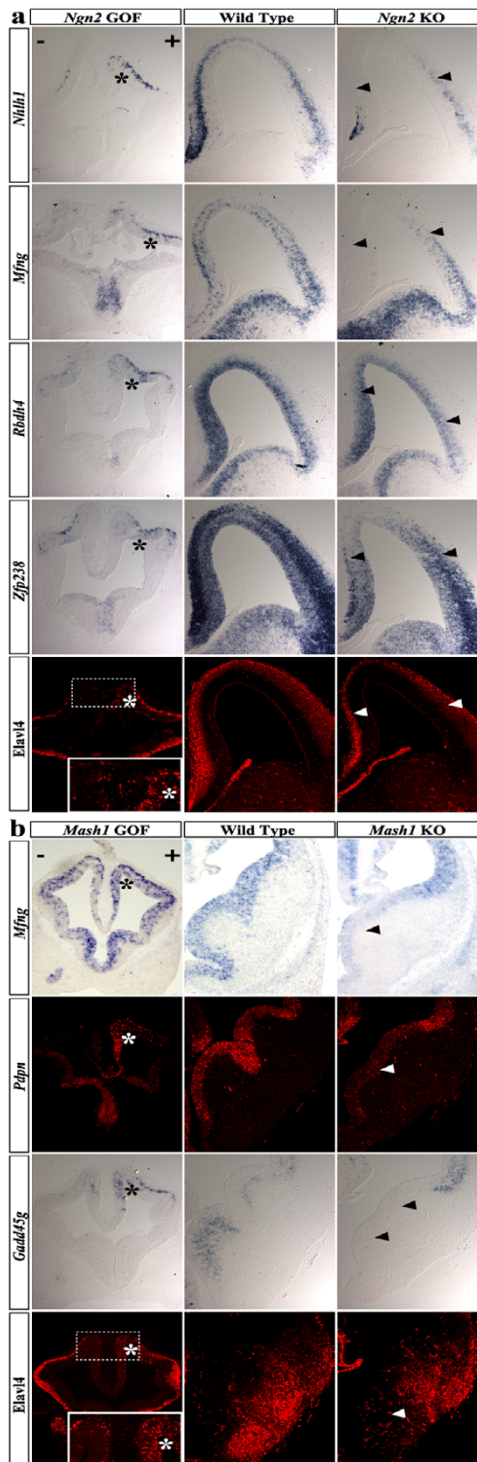 a
Ngn2 GOF Wild Type Ngn2 KO
- * +
Nhlh1
Mfng
*
Rbdh4
*
Zfp238
*
Elavl4
*
*
b
Mash1 GOF Wild Type Mash1 KO
- * +
Mfng
Pdpn
*
Gadd45g
*
Elavl4
*
*